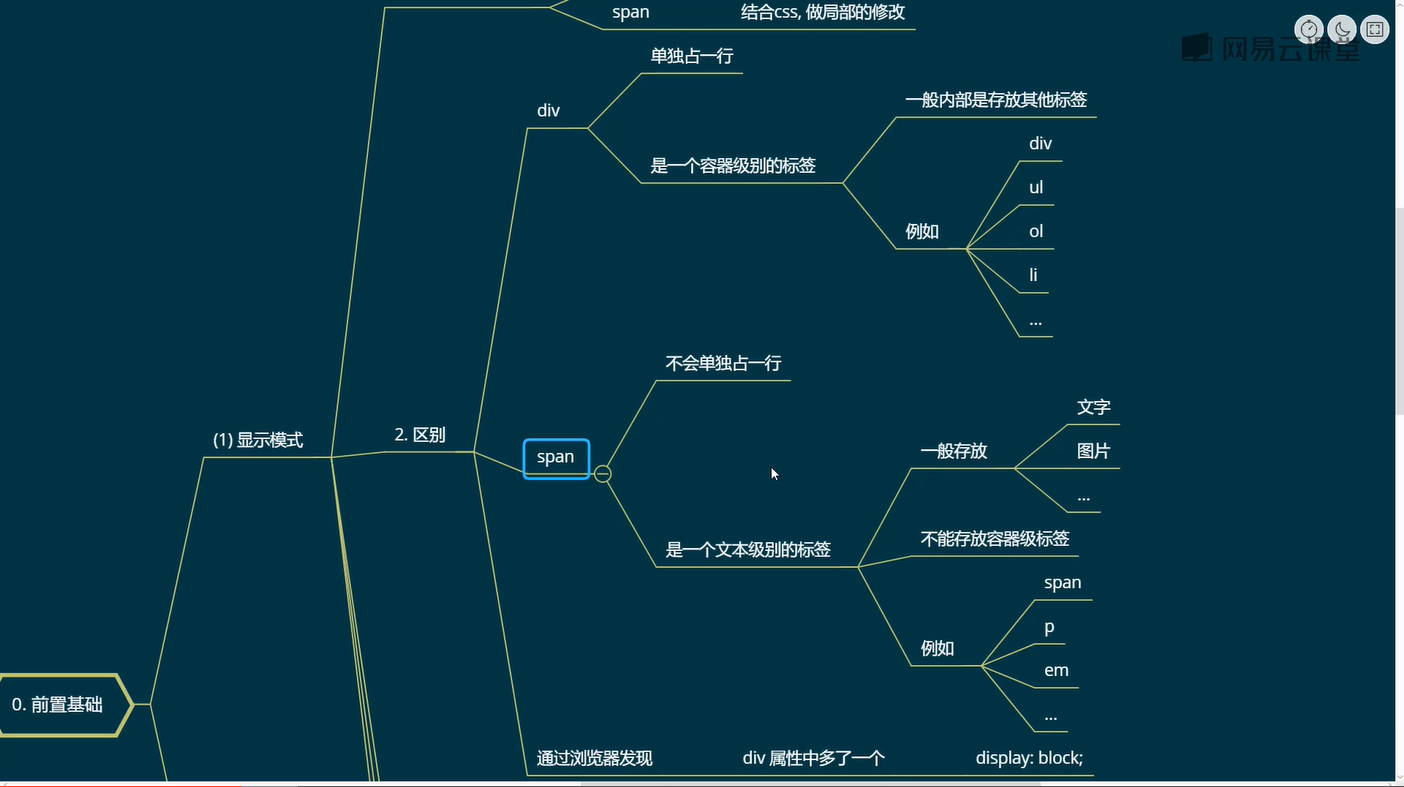 span
结合css, 做局部的修改
网易云课堂
单独占一行
div
一般内部是存放其他标签
div
是一个容器级别的标签
ul
例如
ol
li
...
不会单独占一行
文字
(1) 显示模式
2. 区别
span
一般存放
图片
...
不能存放容器级标签
是一个文本级别的标签
span
p
例如
em
0. 前置基础
...
通过浏览器发现
div 属性中多了一个
display: block;